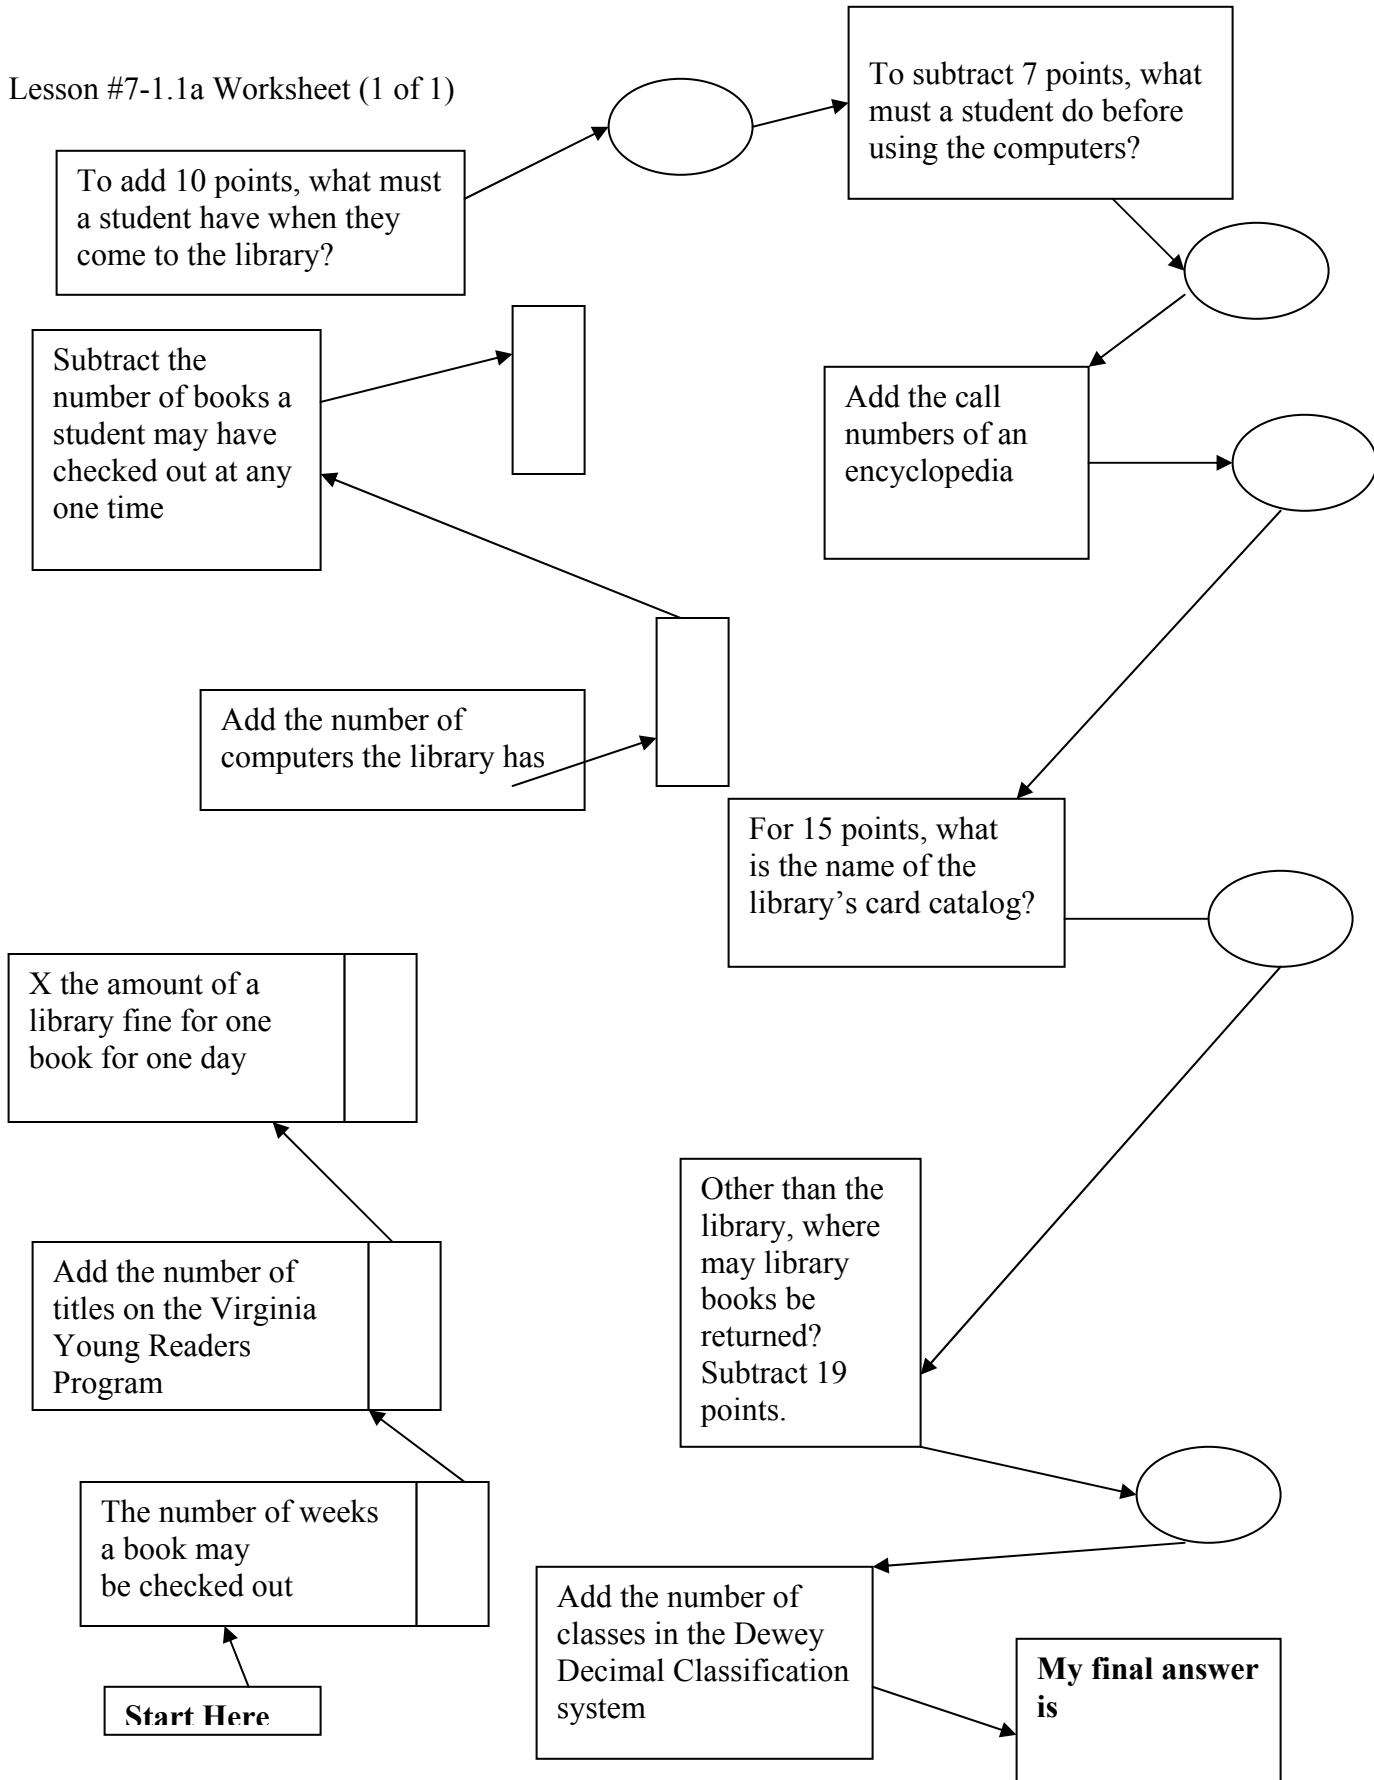 Lesson #7-1.1a Worksheet (1 of 1)
To add 10 points, what must
a student have when they
come to the library?
To subtract 7 points, what
must a student do before
using the computers?
Subtract the
number of books a
student may have
checked out at any
one time
Add the call
numbers of an
encyclopedia
Add the number of
computers the library has
For 15 points, what
is the name of the
library’s card catalog?
X the amount of a
library fine for one
book for one day
Other than the
library, where
may library
books be
returned?
Subtract 19
points.
Add the number of
titles on the Virginia
Young Readers
Program
The number of weeks
a book may
be checked out
Add the number of
classes in the Dewey
Decimal Classification
system
My final answer
is
Start Here